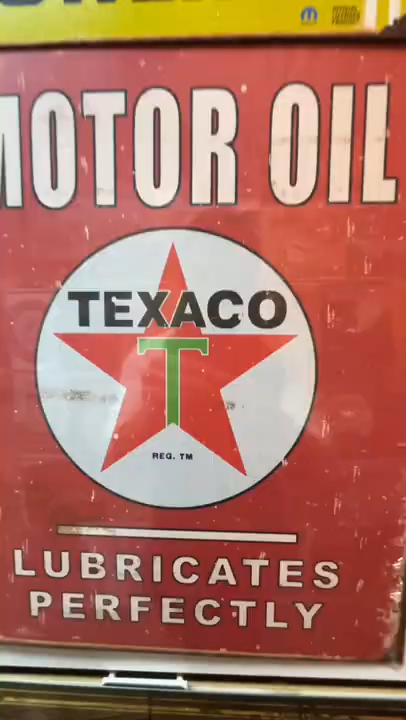 MOTOR OIL
TEXACO
T
REG. TM
LUBRICATES
PERFECTLY